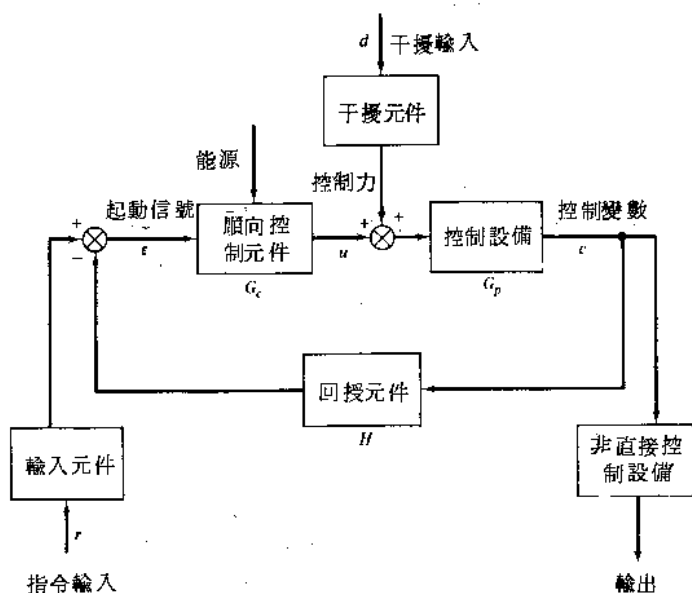 d 干擾輸入
干擾元件
能源
控制力
+
起動信號
ε
−
順向控
制元件
G_c
u
+
+
控制設備
G_p
控制變數
c
回授元件
H
輸入元件
r
指令輸入
非直接控
制設備
輸出